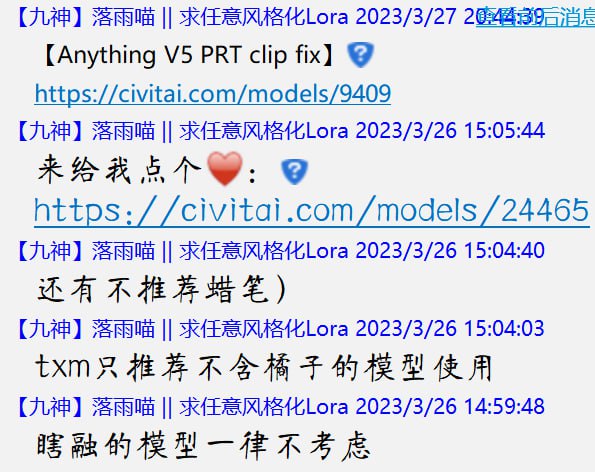 【九神】落雨喵 || 求任意风格化Lora 2023/3/27 20:44:39
【Anything V5 PRT clip fix】
https://civitai.com/models/9409
【九神】落雨喵 || 求任意风格化Lora 2023/3/26 15:05:44
来给我点个❤️：
https://civitai.com/models/24465
【九神】落雨喵 || 求任意风格化Lora 2023/3/26 15:04:40
还有不推荐蜡笔）
【九神】落雨喵 || 求任意风格化Lora 2023/3/26 15:04:03
txm只推荐不含橘子的模型使用
【九神】落雨喵 || 求任意风格化Lora 2023/3/26 14:59:48
瞎融的模型一律不考虑